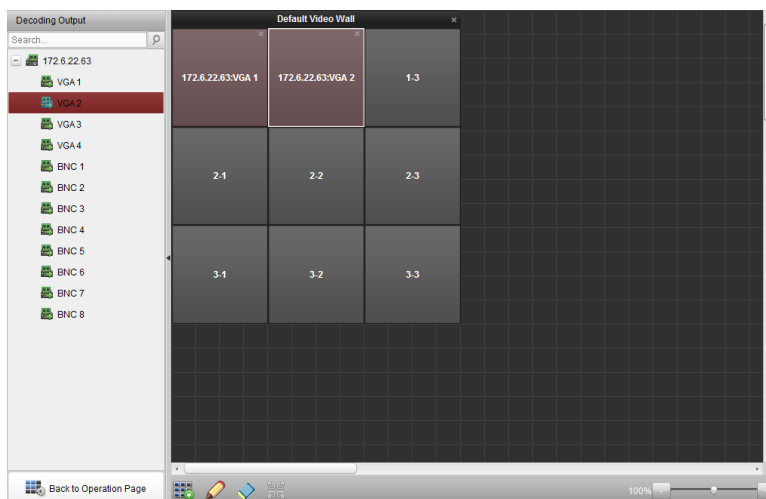 Decoding Output
Search...
172.6.22.63
VGA 1
VGA 2
VGA 3
VGA 4
BNC 1
BNC 2
BNC 3
BNC 4
BNC 5
BNC 6
BNC 7
BNC 8
Back to Operation Page
Default Video Wall
172.6.22.63:VGA 1 172.6.22.63:VGA 2 1-3
2-1 2-2 2-3
3-1 3-2 3-3
100%